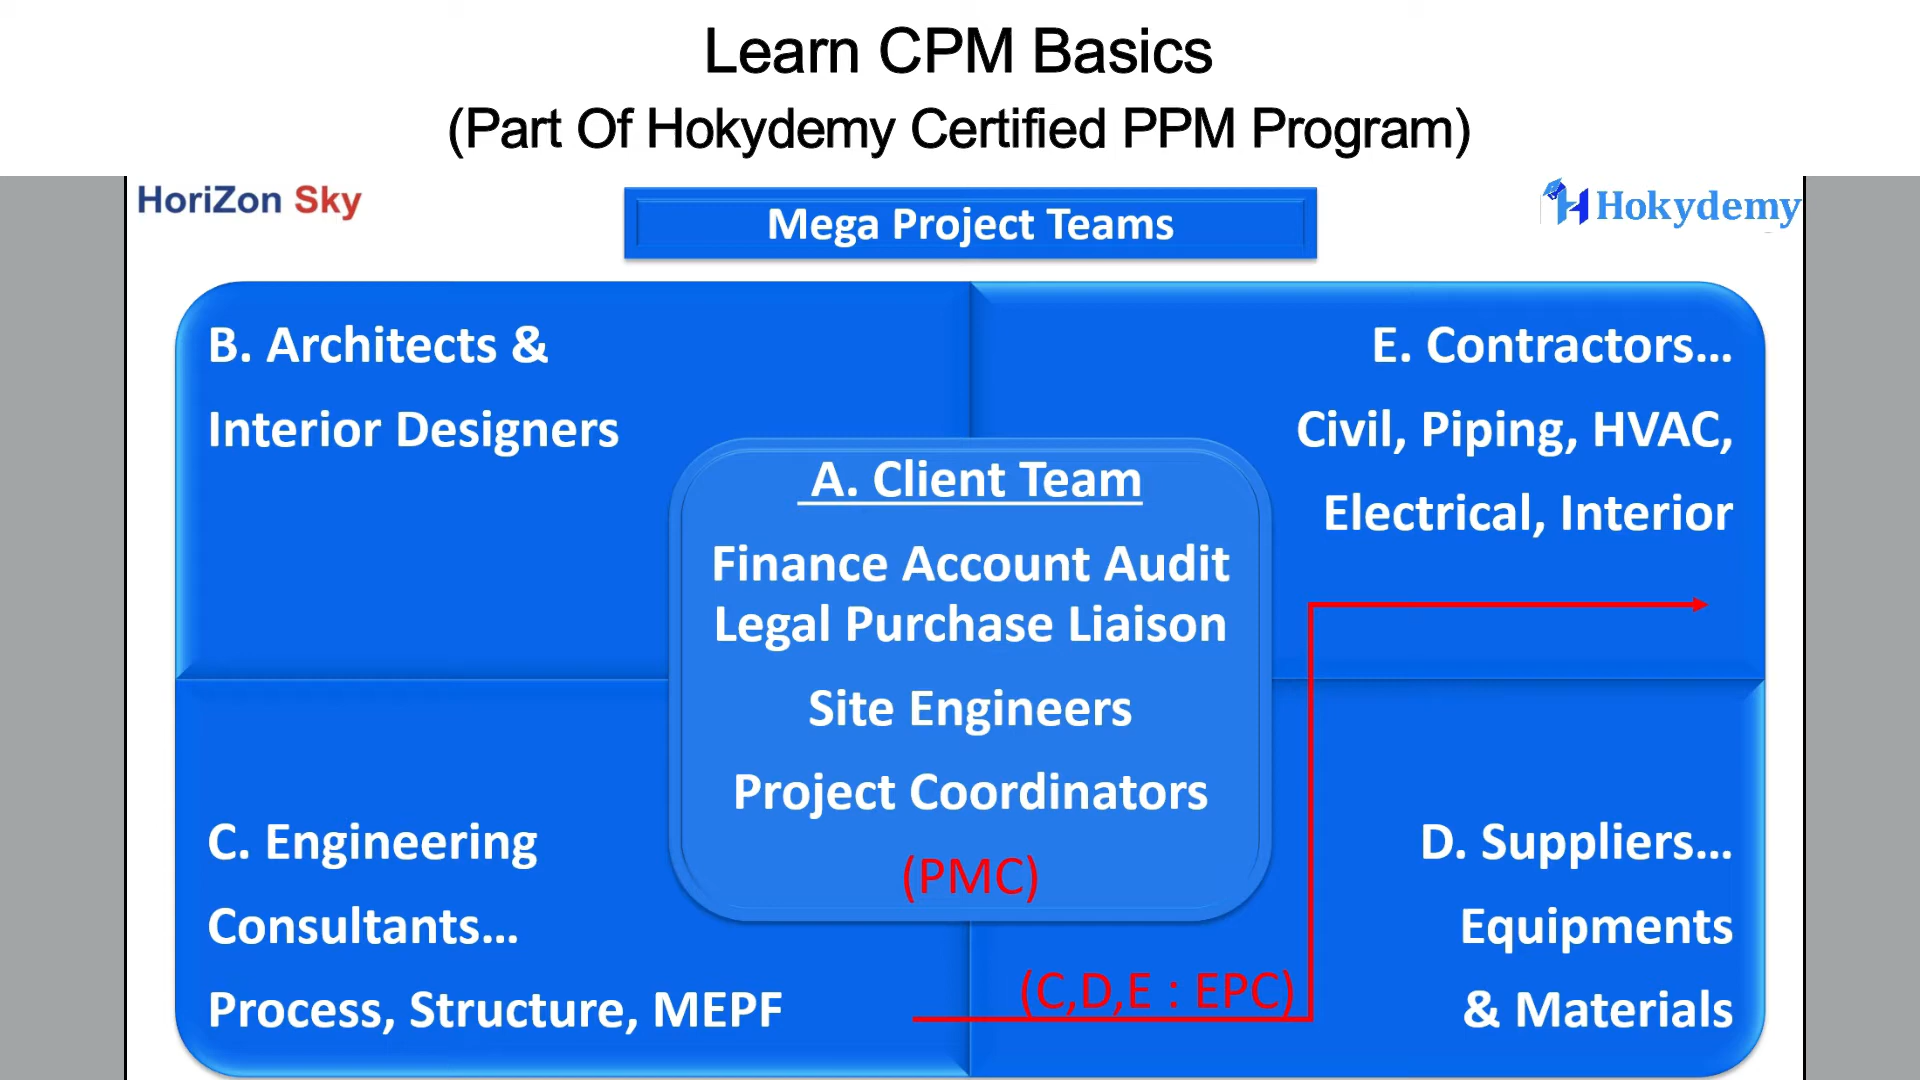 Learn CPM Basics
(Part Of Hokydemy Certified PPM Program)
HoriZon Sky
Mega Project Teams
Hokydemy
B. Architects &
Interior Designers
E. Contractors...
Civil, Piping, HVAC,
Electrical, Interior
A. Client Team
Finance Account Audit
Legal Purchase Liaison
Site Engineers
Project Coordinators
(PMC)
C. Engineering
Consultants...
Process, Structure, MEPF
(C,D,E : EPC)
D. Suppliers...
Equipments
& Materials